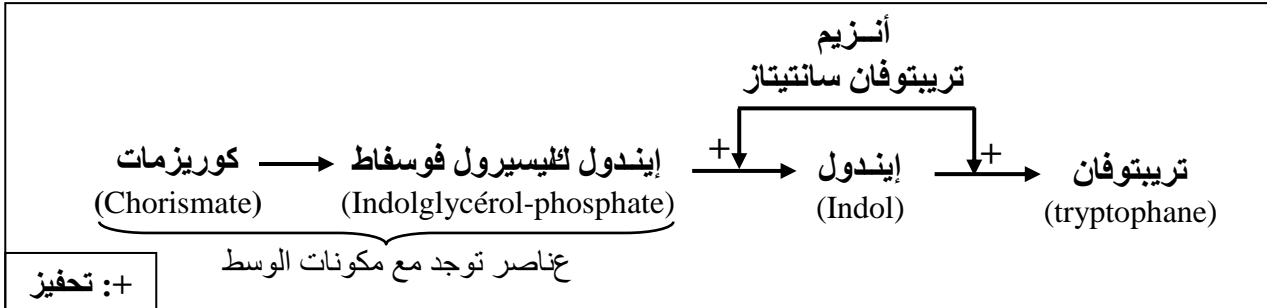 أنــزيم
تريبتوفان سانتيتاز
+ +
كوريزمات إينـدول كليسيرول فوسفاط إينـدول تريبتوفان
(Chorismate) (Indolglycérol-phosphate) (Indol) (tryptophane)
عناصر توجد مع مكونات الوسط
+: تحفيز